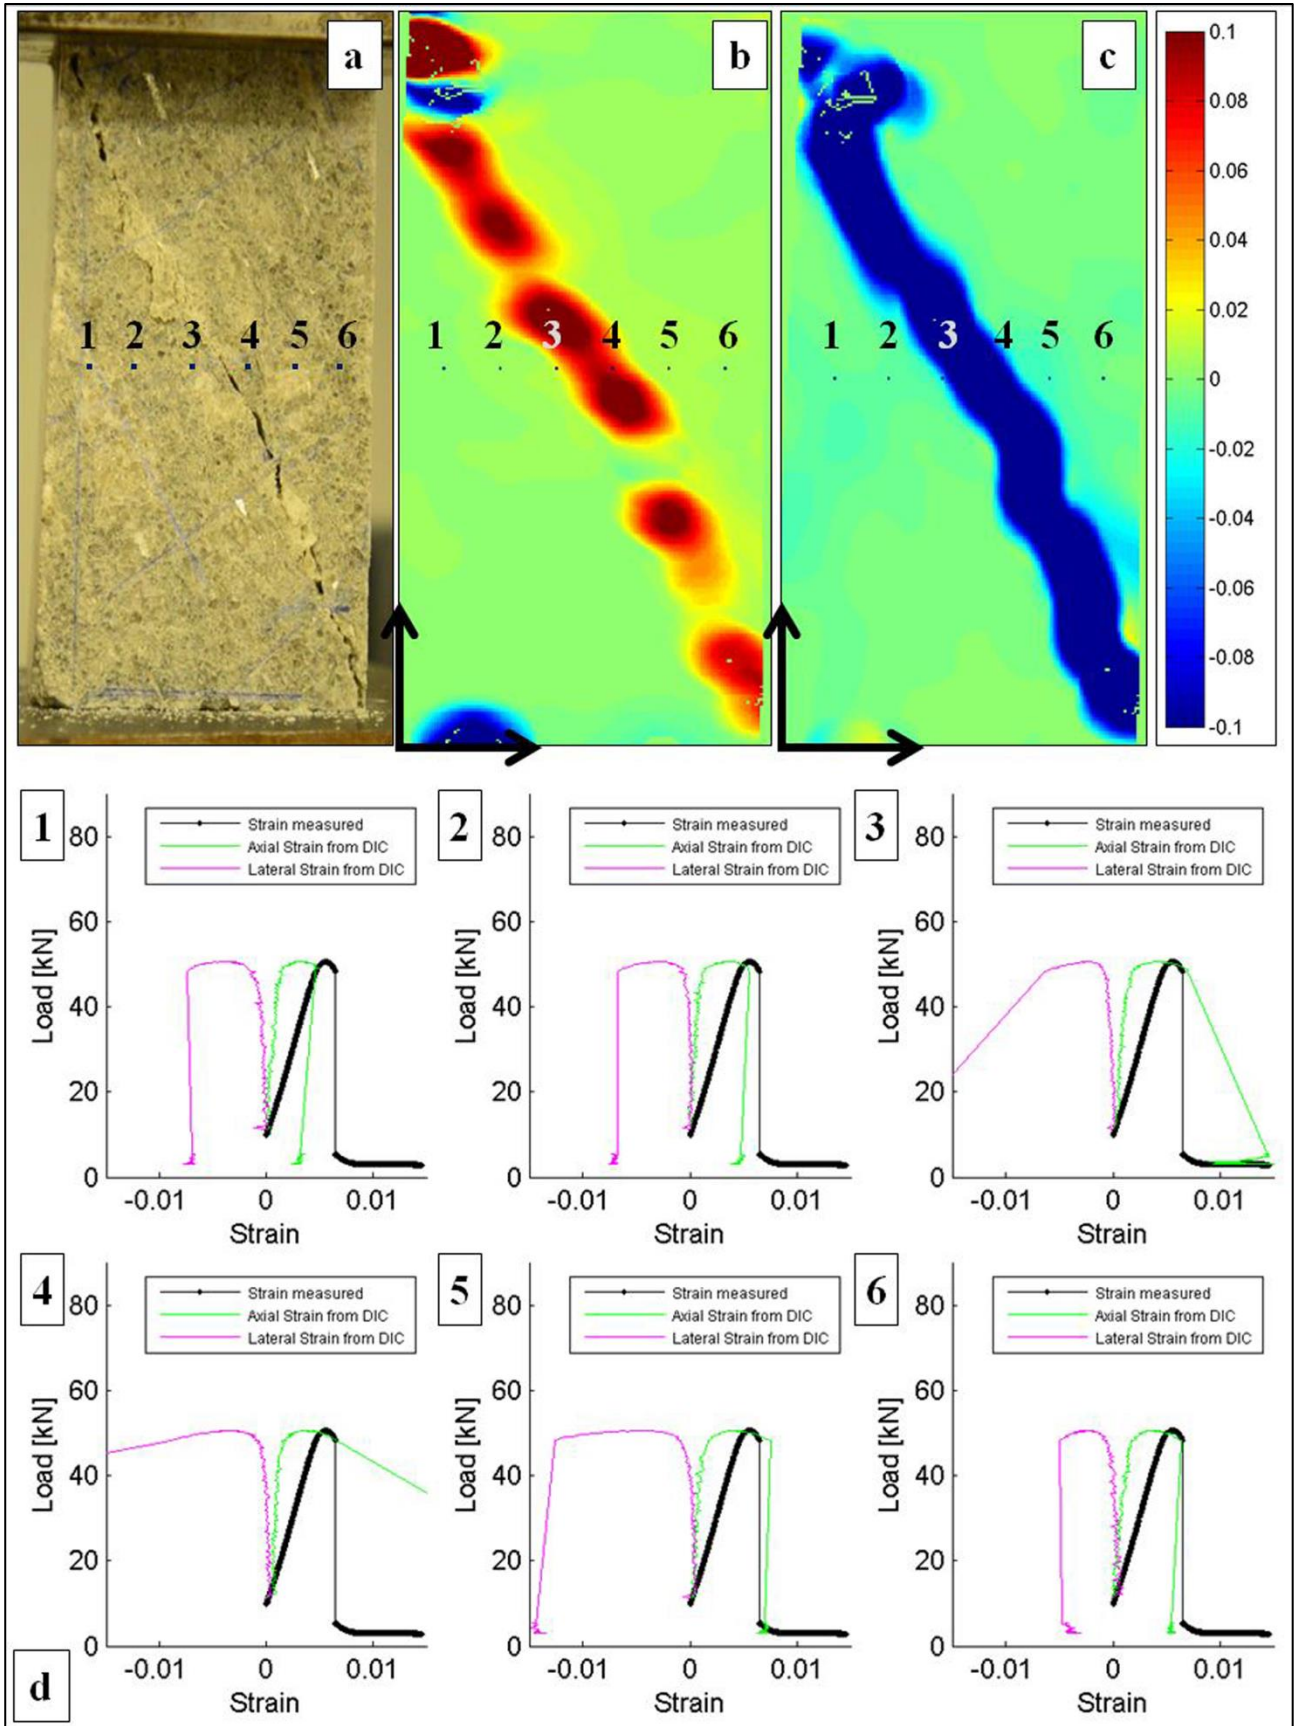 a
b
c
0.1
0.08
0.06
0.04
0.02
0
-0.02
-0.04
-0.06
-0.08
-0.1
1 2 3 4 5 6
1 2 3 4 5 6
1 2 3 4 5 6
1
Strain measured
Axial Strain from DIC
Lateral Strain from DIC
80
60
40
20
0
Load [kN]
-0.01 0 0.01
Strain
2
Strain measured
Axial Strain from DIC
Lateral Strain from DIC
80
60
40
20
0
Load [kN]
-0.01 0 0.01
Strain
3
Strain measured
Axial Strain from DIC
Lateral Strain from DIC
80
60
40
20
0
Load [kN]
-0.01 0 0.01
Strain
4
Strain measured
Axial Strain from DIC
Lateral Strain from DIC
80
60
40
20
0
Load [kN]
-0.01 0 0.01
Strain
5
Strain measured
Axial Strain from DIC
Lateral Strain from DIC
80
60
40
20
0
Load [kN]
-0.01 0 0.01
Strain
6
Strain measured
Axial Strain from DIC
Lateral Strain from DIC
80
60
40
20
0
Load [kN]
-0.01 0 0.01
Strain
d